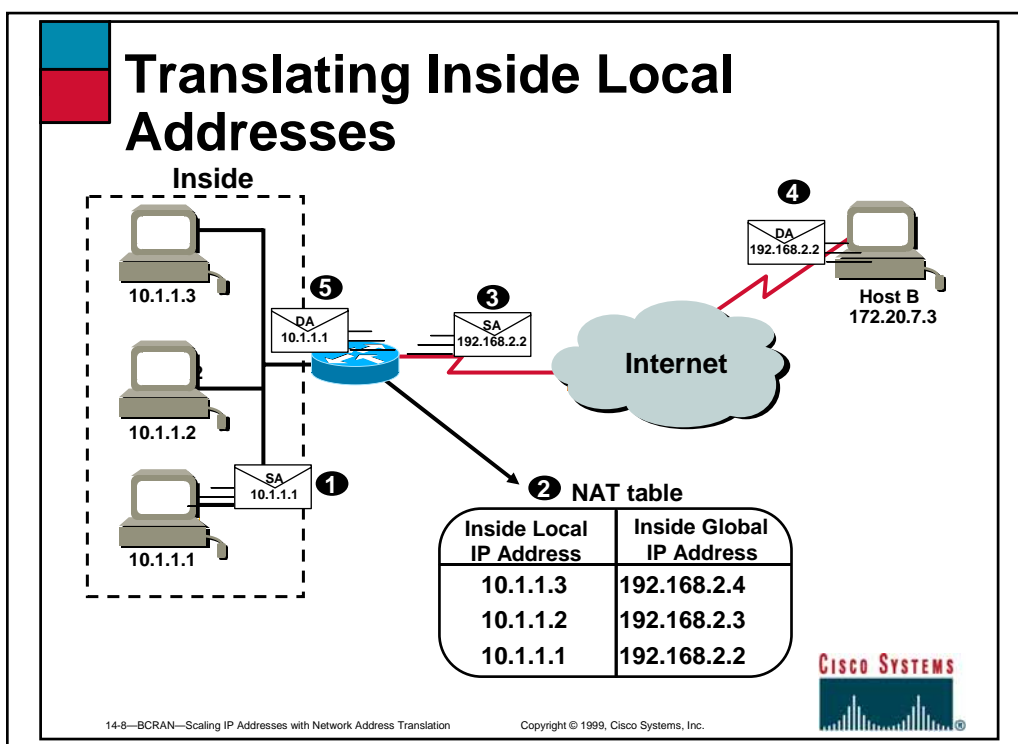 Translating Inside Local
Addresses
Inside
10.1.1.3
10.1.1.2
2
10.1.1.1
SA
10.1.1.1
1
5
DA
10.1.1.1
3
SA
192.168.2.2
Internet
4
DA
192.168.2.2
Host B
172.20.7.3
2 NAT table
Inside Local
IP Address
Inside Global
IP Address
10.1.1.3 192.168.2.4
10.1.1.2 192.168.2.3
10.1.1.1 192.168.2.2
CISCO SYSTEMS
®
14-8—BCRAN—Scaling IP Addresses with Network Address Translation
Copyright © 1999, Cisco Systems, Inc.